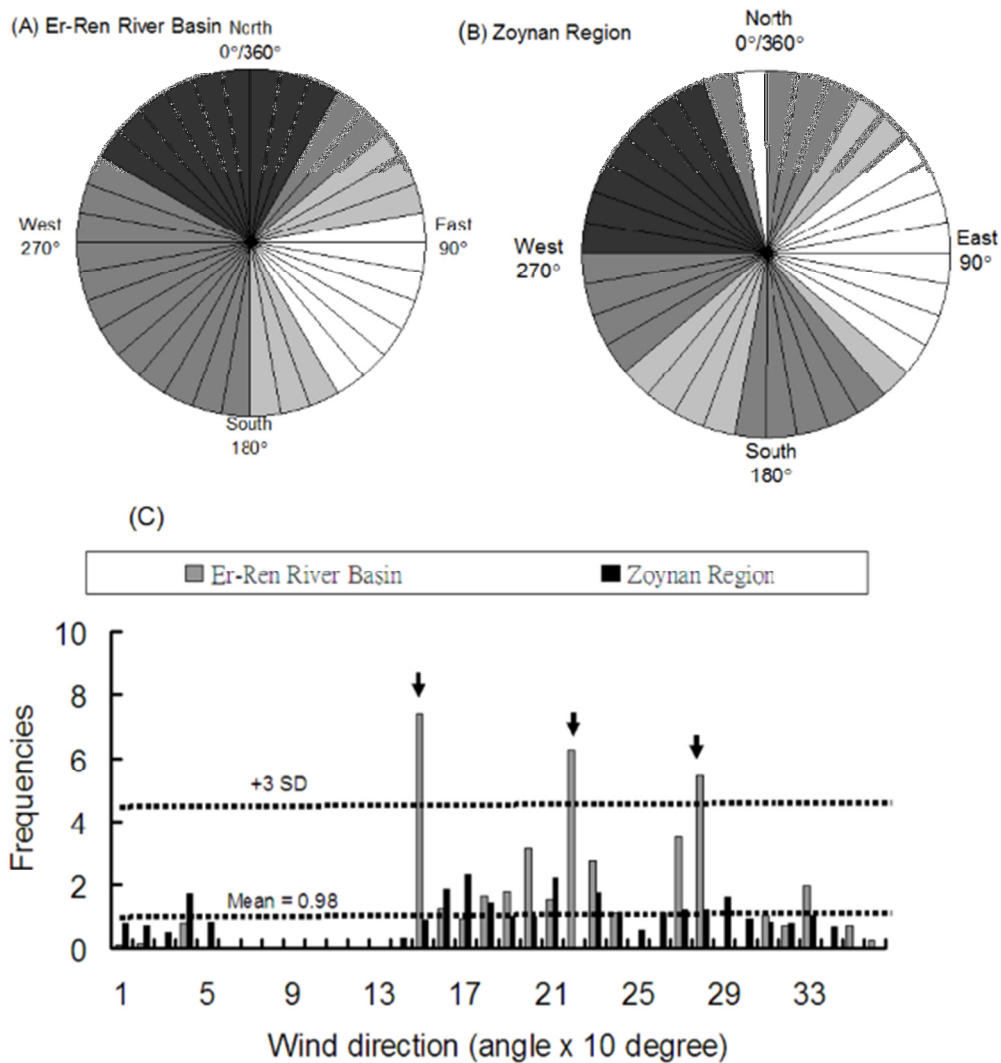 (A) Er-Ren River Basin North
0°/360°
West
270°
East
90°
South
180°
(B) Zoynan Region
North
0°/360°
West
270°
East
90°
South
180°
(C)
Er-Ren River Basin
Zoynan Region
Frequencies
10
8
6
4
2
0
+3 SD
Mean = 0.98
1 5 9 13 17 21 25 29 33
Wind direction (angle x 10 degree)